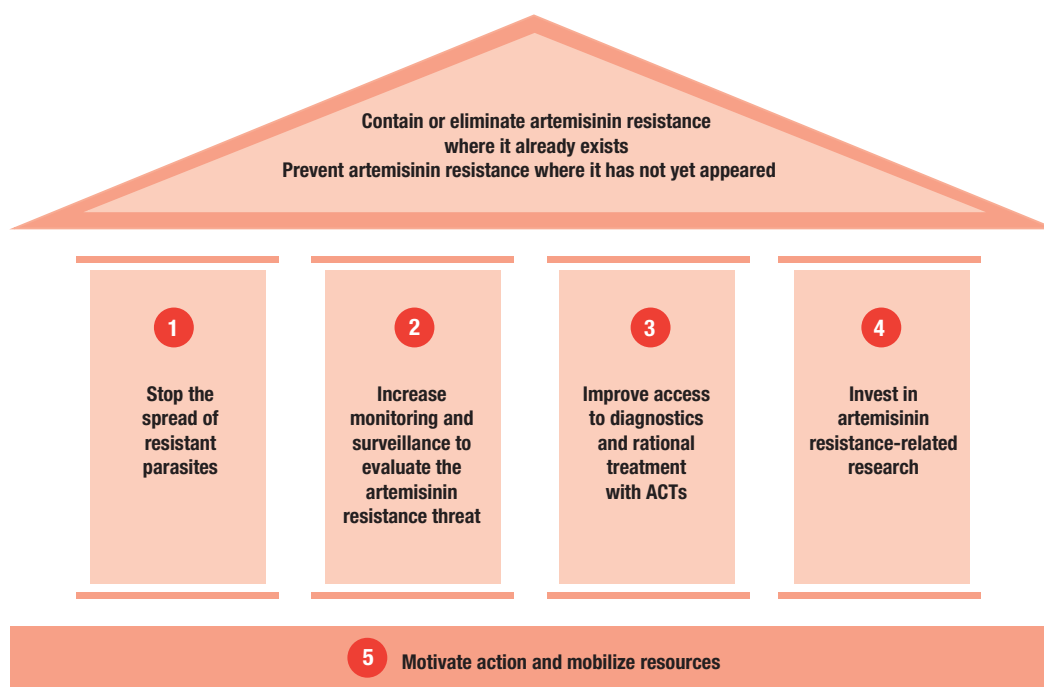 Contain or eliminate artemisinin resistance
where it already exists
Prevent artemisinin resistance where it has not yet appeared
1
Stop the
spread of
resistant
parasites
2
Increase
monitoring and
surveillance to
evaluate the
artemisinin
resistance threat
3
Improve access
to diagnostics
and rational
treatment
with ACTs
4
Invest in
artemisinin
resistance-related
research
5 Motivate action and mobilize resources